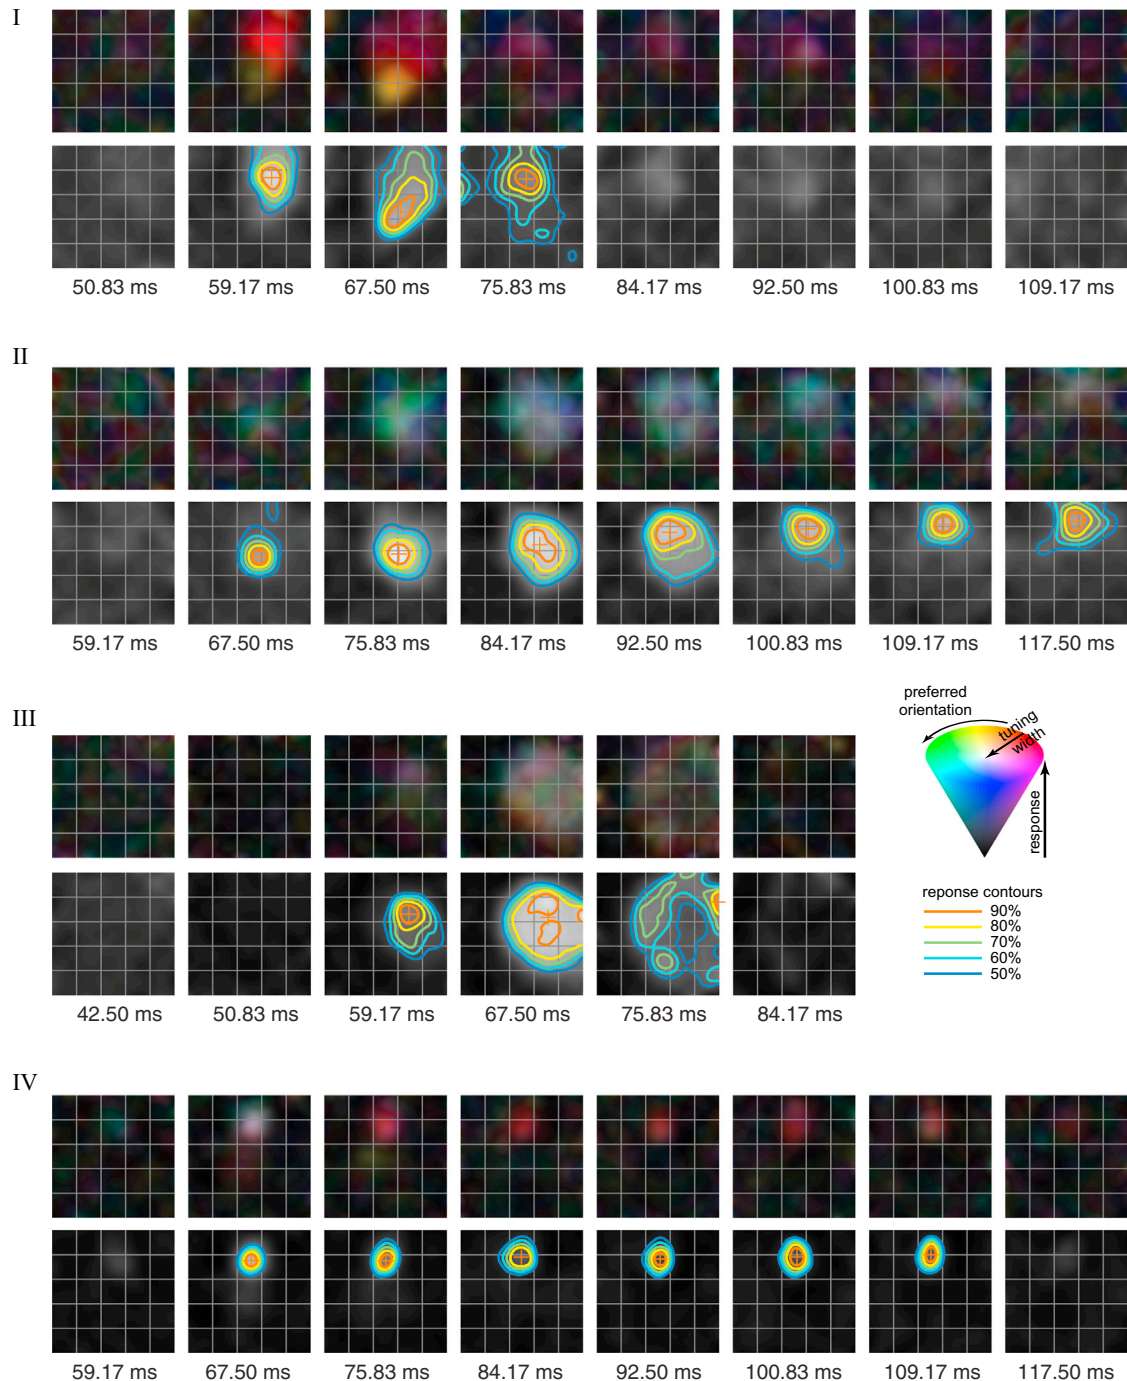 I
50.83 ms 59.17 ms 67.50 ms 75.83 ms 84.17 ms 92.50 ms 100.83 ms 109.17 ms
II
59.17 ms 67.50 ms 75.83 ms 84.17 ms 92.50 ms 100.83 ms 109.17 ms 117.50 ms
III
42.50 ms 50.83 ms 59.17 ms 67.50 ms 75.83 ms 84.17 ms
preferred
orientation
tuning
width
response
reponse contours
90%
80%
70%
60%
50%
IV
59.17 ms 67.50 ms 75.83 ms 84.17 ms 92.50 ms 100.83 ms 109.17 ms 117.50 ms